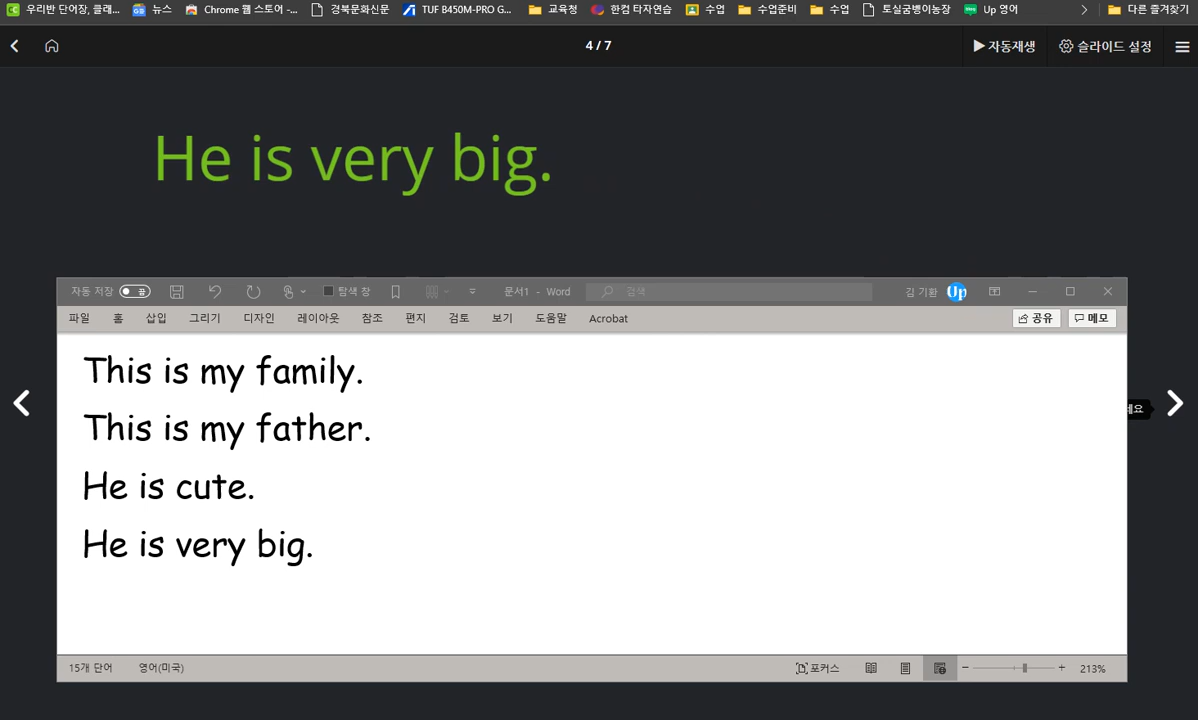 우리반 단어장, 클래... 뉴스 Chrome 웹 스토어 -... 경북문화신문 TUF B450M-PRO G... 교육청 한컴 타자연습 수업 수업준비 수업 토실굼벵이농장 Up 영어 다른 즐겨찾기
4 / 7 자동재생 슬라이드 설정
He is very big.
자동 저장 끔 탐색 창 문서1 - Word 검색 김 기환 Up
파일 홈 삽입 그리기 디자인 레이아웃 참조 편지 검토 보기 도움말 Acrobat 공유 메모
This is my family.
This is my father.
He is cute.
He is very big.
15개 단어 영어(미국) 포커스 213%